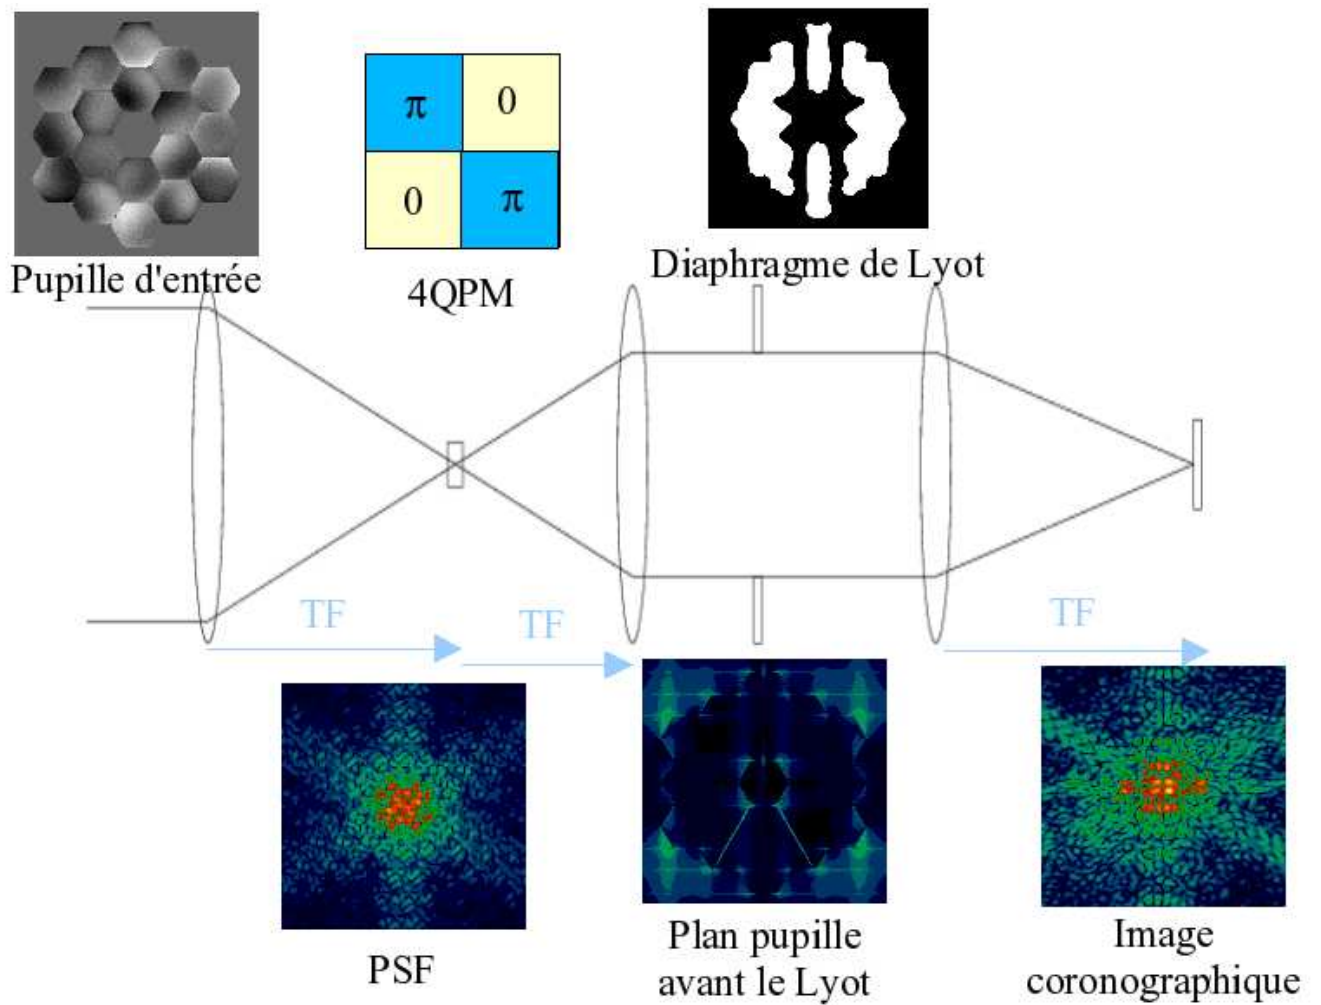 π 0
0 π
Pupille d'entrée
4QPM
Diaphragme de Lyot
TF
TF
TF
PSF
Plan pupille
avant le Lyot
Image
coronographique